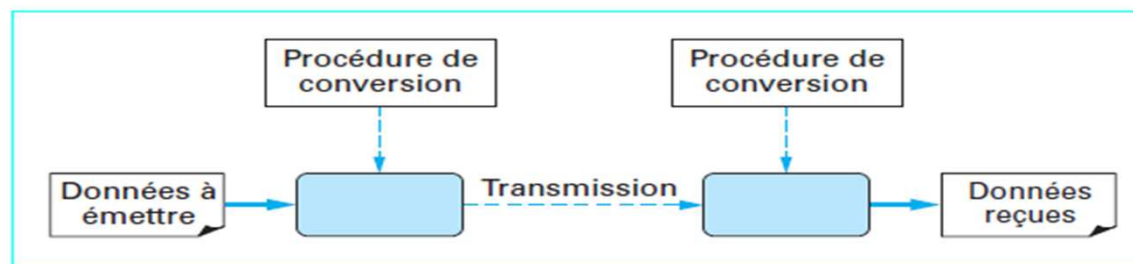 Procédure de
conversion
Procédure de
conversion
Données à
émettre
Transmission
Données
reçues